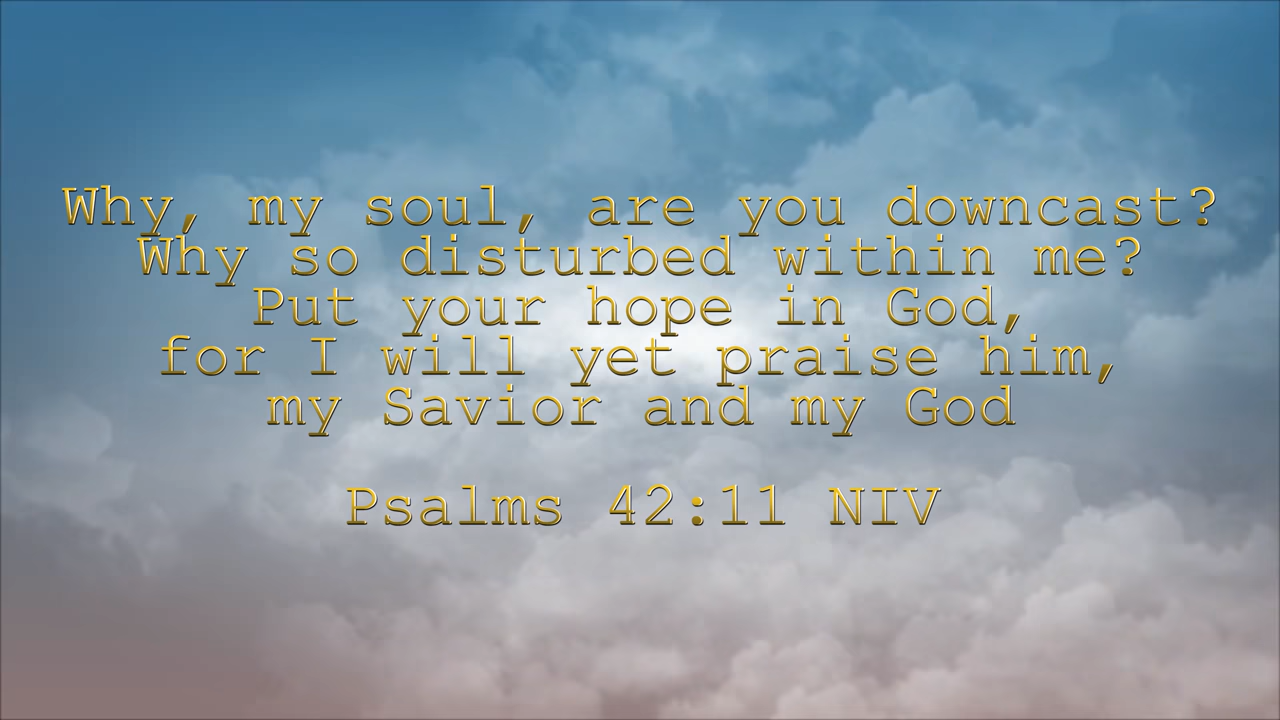 Why, my soul, are you downcast?
Why so disturbed within me?
Put your hope in God,
for I will yet praise him,
my Savior and my God
Psalms 42:11 NIV